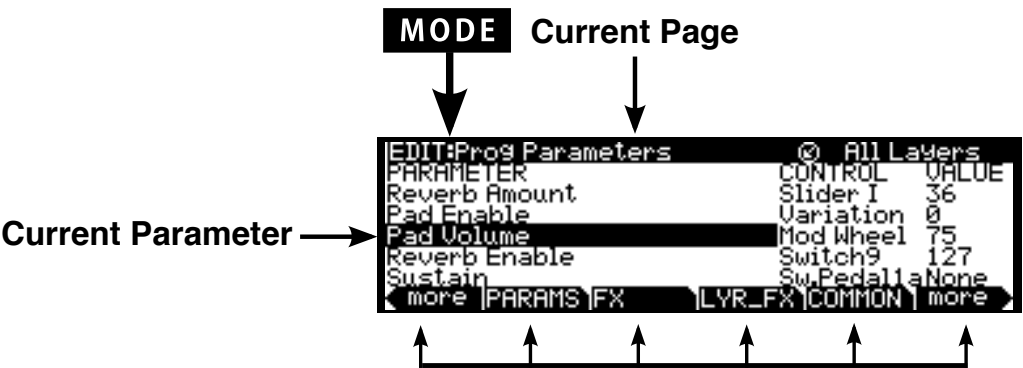 MODE Current Page
EDIT:Prog Parameters All Layers
PARAMETER CONTROL VALUE
Reverb Amount Slider I 36
Pad Enable Variation 0
Current Parameter Pad Volume Mod Wheel 75
Reverb Enable Switch9 127
Sustain Sw.Pedal1aNone
more PARAMS FX LYR_FX COMMON more